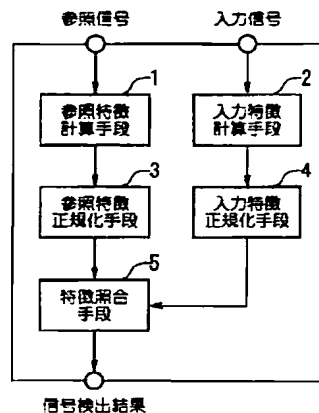 参照信号
入力信号
1
参照特徴
計算手段
2
入力特徴
計算手段
3
参照特徴
正規化手段
4
入力特徴
正規化手段
5
特徴照合
手段
信号検出結果